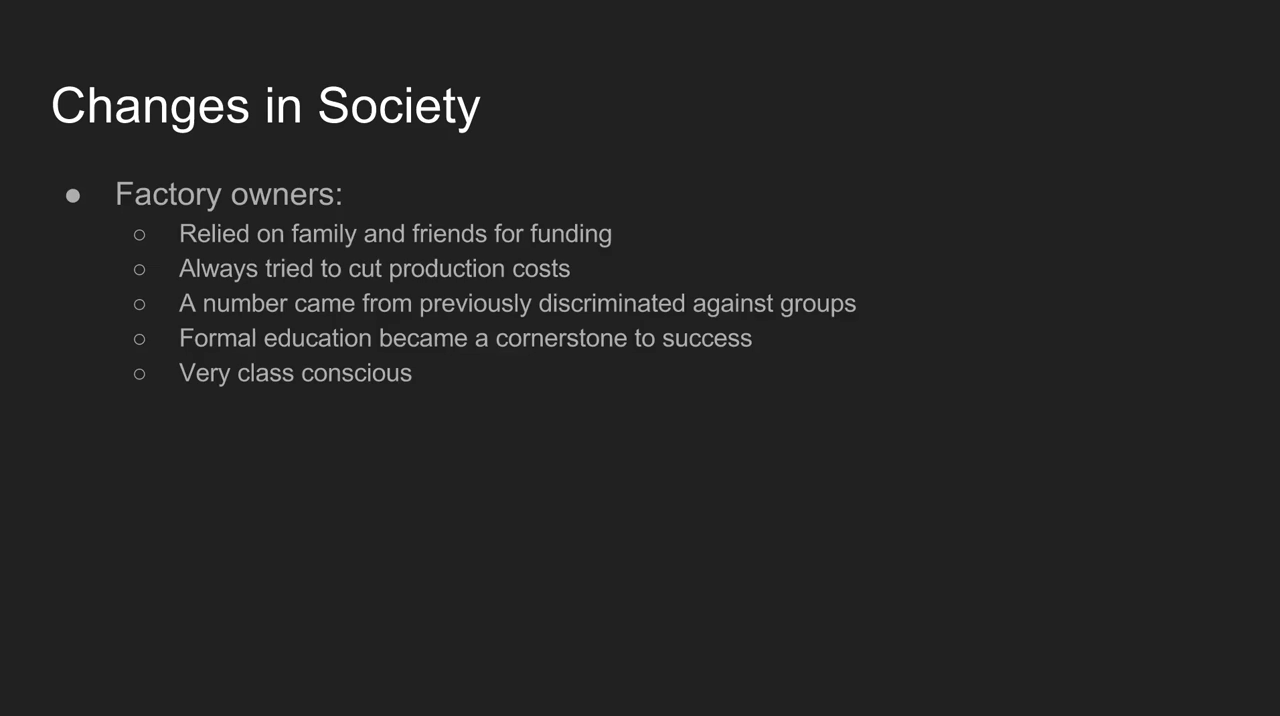 Changes in Society
● Factory owners:
○ Relied on family and friends for funding
○ Always tried to cut production costs
○ A number came from previously discriminated against groups
○ Formal education became a cornerstone to success
○ Very class conscious